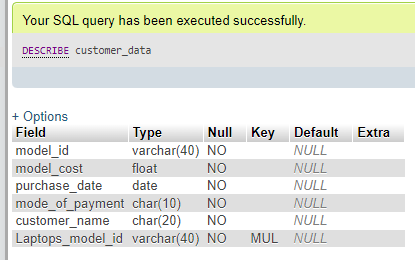 Your SQL query has been executed successfully.
DESCRIBE customer_data
+ Options
Field Type Null Key Default Extra
model_id varchar(40) NO NULL
model_cost float NO NULL
purchase_date date NO NULL
mode_of_payment char(10) NO NULL
customer_name char(20) NO NULL
Laptops_model_id varchar(40) NO MUL NULL